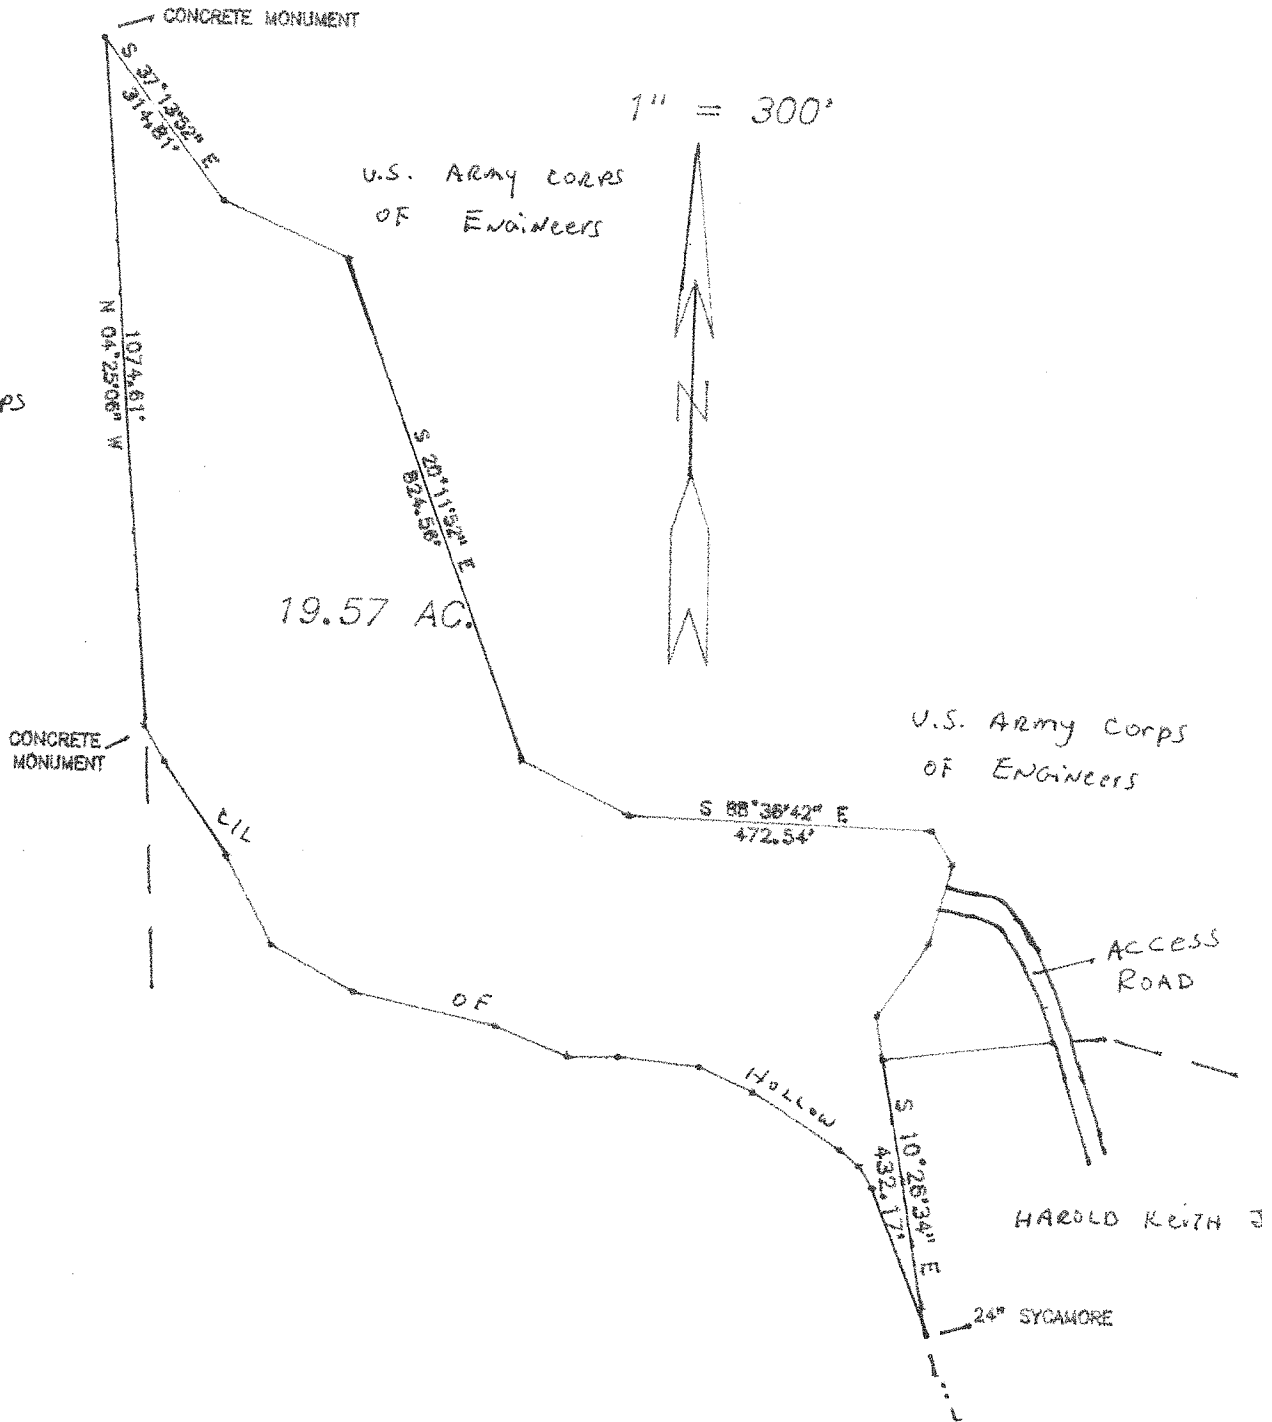 CONCRETE MONUMENT
S 37°13'52" E
314.81'
1" = 300'
U.S. ARMY CORPS
OF ENGINEERS
N
1074.61'
N 04°25'06" W
PS
S 20°11'52" E
824.56'
19.57 AC.
U.S. ARMY CORPS
OF ENGINEERS
CONCRETE
MONUMENT
S 88°36'42" E
472.54'
C/L
ACCESS
ROAD
OF
HOLLOW
S 10°26'34" E
432.17'
HAROLD KEITH J
24" SYCAMORE